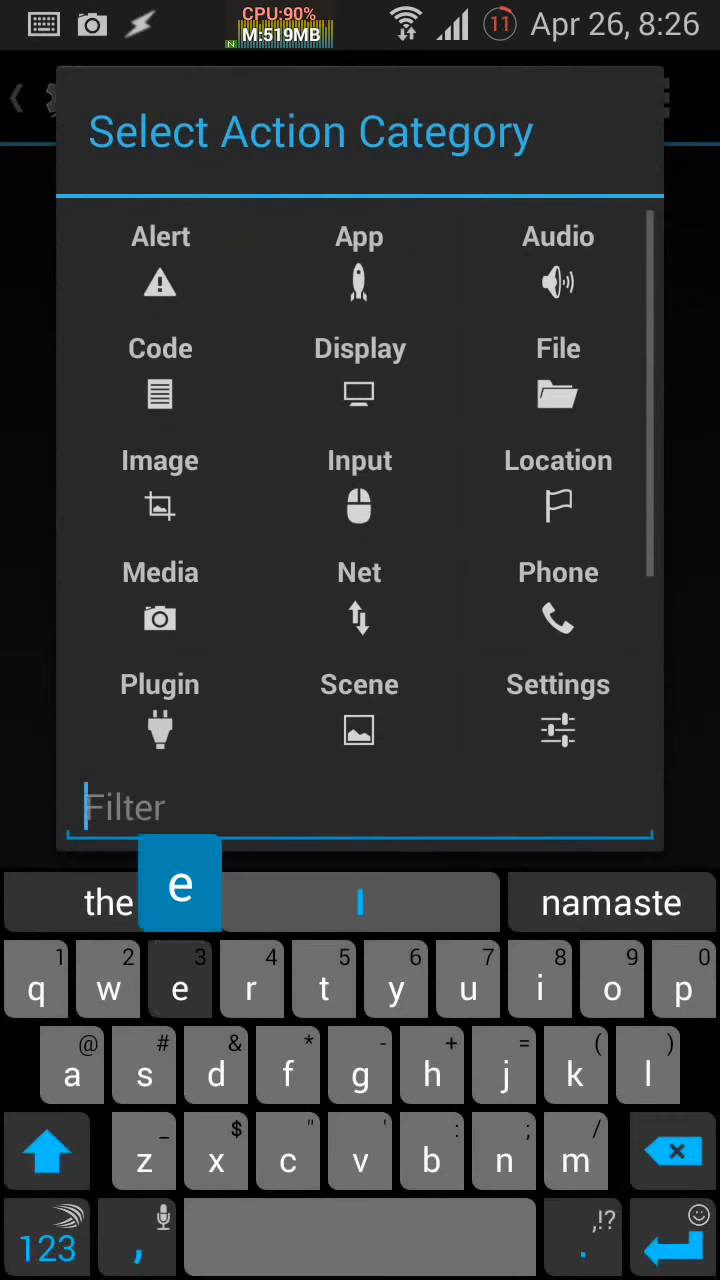 CPU:90%
M:519MB
N
11
Apr 26, 8:26
Select Action Category
Alert App Audio
Code Display File
Image Input Location
Media Net Phone
Plugin Scene Settings
Filter
the e I namaste
1 2 3 4 5 6 7 8 9 0
q w e r t y u i o p
@ # & * - + = ( )
a s d f g h j k l
_ $ " ' : ; /
z x c v b n m
123 , ,!? .